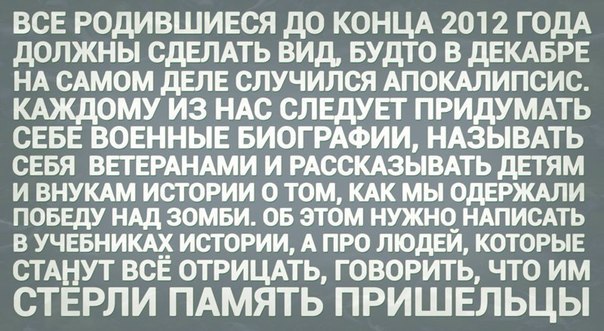 ВСЕ РОДИВШИЕСЯ ДО КОНЦА 2012 ГОДА
ДОЛЖНЫ СДЕЛАТЬ ВИД, БУДТО В ДЕКАБРЕ
НА САМОМ ДЕЛЕ СЛУЧИЛСЯ АПОКАЛИПСИС.
КАЖДОМУ ИЗ НАС СЛЕДУЕТ ПРИДУМАТЬ
СЕБЕ ВОЕННЫЕ БИОГРАФИИ, НАЗЫВАТЬ
СЕБЯ ВЕТЕРАНАМИ И РАССКАЗЫВАТЬ ДЕТЯМ
И ВНУКАМ ИСТОРИИ О ТОМ, КАК МЫ ОДЕРЖАЛИ
ПОБЕДУ НАД ЗОМБИ. ОБ ЭТОМ НУЖНО НАПИСАТЬ
В УЧЕБНИКАХ ИСТОРИИ, А ПРО ЛЮДЕЙ, КОТОРЫЕ
СТАНУТ ВСЁ ОТРИЦАТЬ, ГОВОРИТЬ, ЧТО ИМ
СТЁРЛИ ПАМЯТЬ ПРИШЕЛЬЦЫ